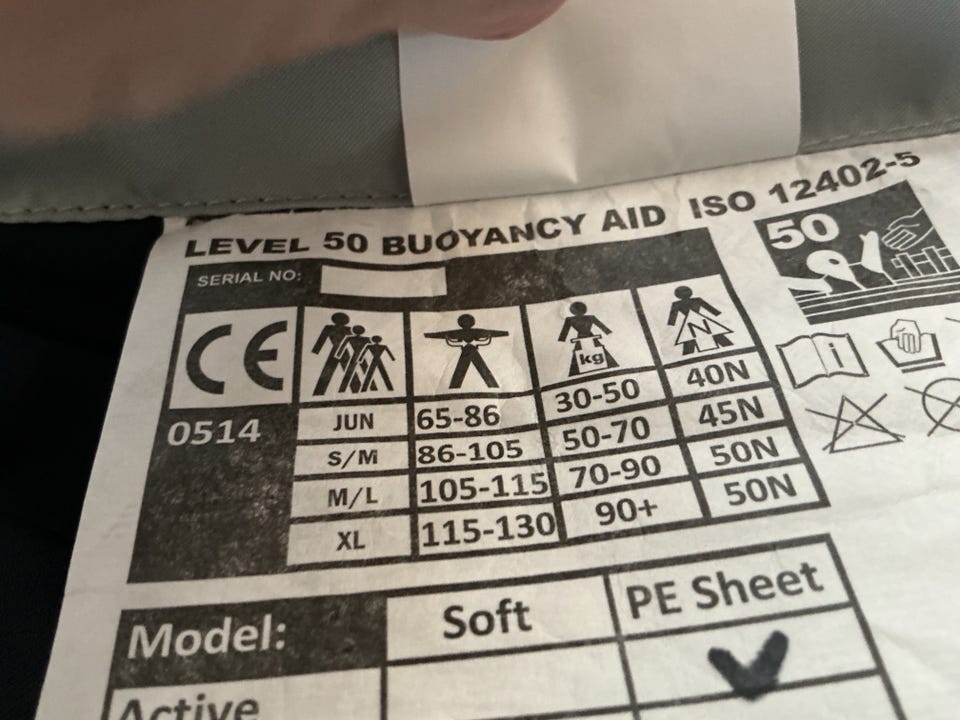 LEVEL 50 BUOYANCY AID ISO 12402-5
SERIAL NO:
50
CE
kg
N
i
0514
JUN 65-86 30-50 40N
S/M 86-105 50-70 45N
M/L 105-115 70-90 50N
XL 115-130 90+ 50N
Model: Soft PE Sheet
Active